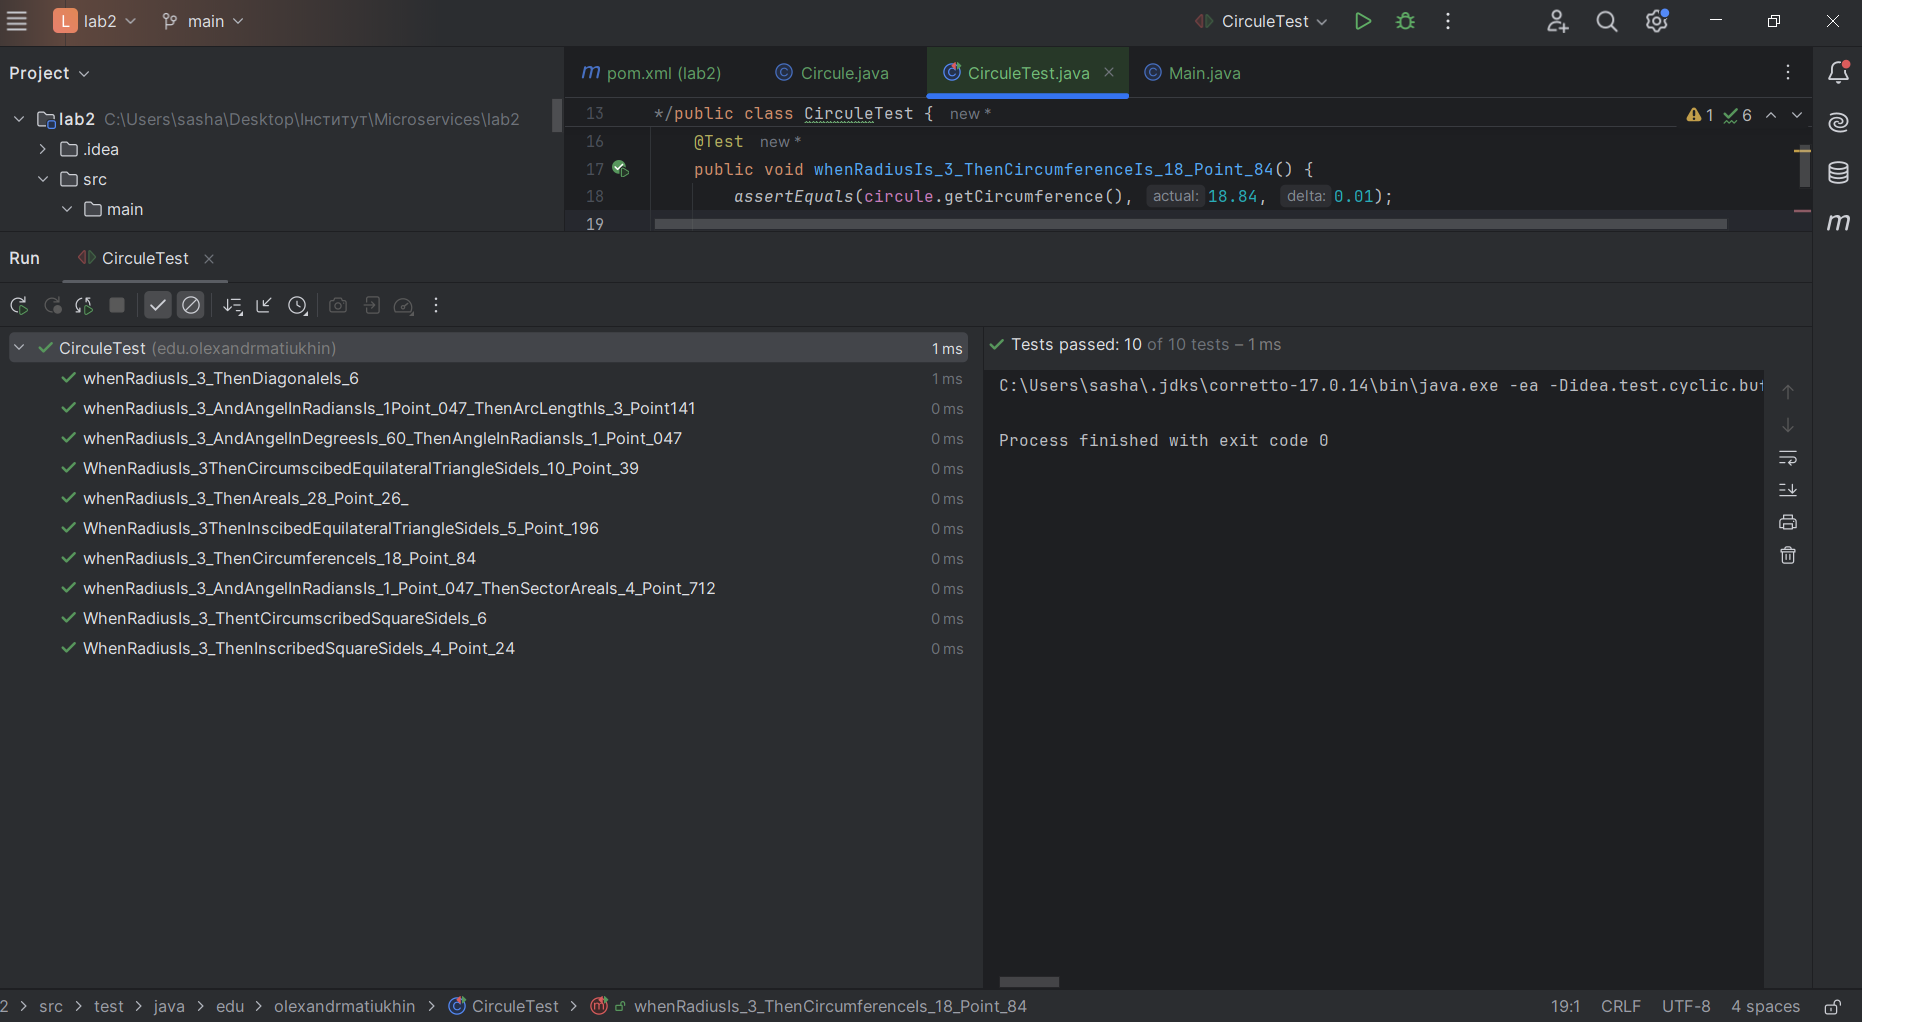 L lab2 main CirculeTest
Project
m pom.xml (lab2) Circule.java CirculeTest.java Main.java
lab2 C:\Users\sasha\Desktop\Інститут\Microservices\lab2
.idea
src
main
13 */public class CirculeTest { new *
1 6
16 @Test new *
17 public void whenRadiusIs_3_ThenCircumferenceIs_18_Point_84() {
18 assertEquals(circule.getCircumference(), actual: 18.84, delta: 0.01);
19
m
Run CirculeTest
CirculeTest (edu.olexandrmatiukhin) 1 ms
whenRadiusIs_3_ThenDiagonaleIs_6 1 ms
whenRadiusIs_3_AndAngelInRadiansIs_1Point_047_ThenArcLengthIs_3_Point141 0 ms
whenRadiusIs_3_AndAngelInDegreesIs_60_ThenAngleInRadiansIs_1_Point_047 0 ms
WhenRadiusIs_3ThenCircumscibedEquilateralTriangleSideIs_10_Point_39 0 ms
whenRadiusIs_3_ThenAreaIs_28_Point_26_ 0 ms
WhenRadiusIs_3ThenInscibedEquilateralTriangleSideIs_5_Point_196 0 ms
whenRadiusIs_3_ThenCircumferenceIs_18_Point_84 0 ms
whenRadiusIs_3_AndAngelInRadiansIs_1_Point_047_ThenSectorAreaIs_4_Point_712 0 ms
WhenRadiusIs_3_ThentCircumscribedSquareSideIs_6 0 ms
WhenRadiusIs_3_ThenInscribedSquareSideIs_4_Point_24 0 ms
Tests passed: 10 of 10 tests – 1 ms
C:\Users\sasha\.jdks\corretto-17.0.14\bin\java.exe -ea -Didea.test.cyclic.buf
Process finished with exit code 0
2 > src > test > java > edu > olexandrmatiukhin > CirculeTest > whenRadiusIs_3_ThenCircumferenceIs_18_Point_84
19:1 CRLF UTF-8 4 spaces